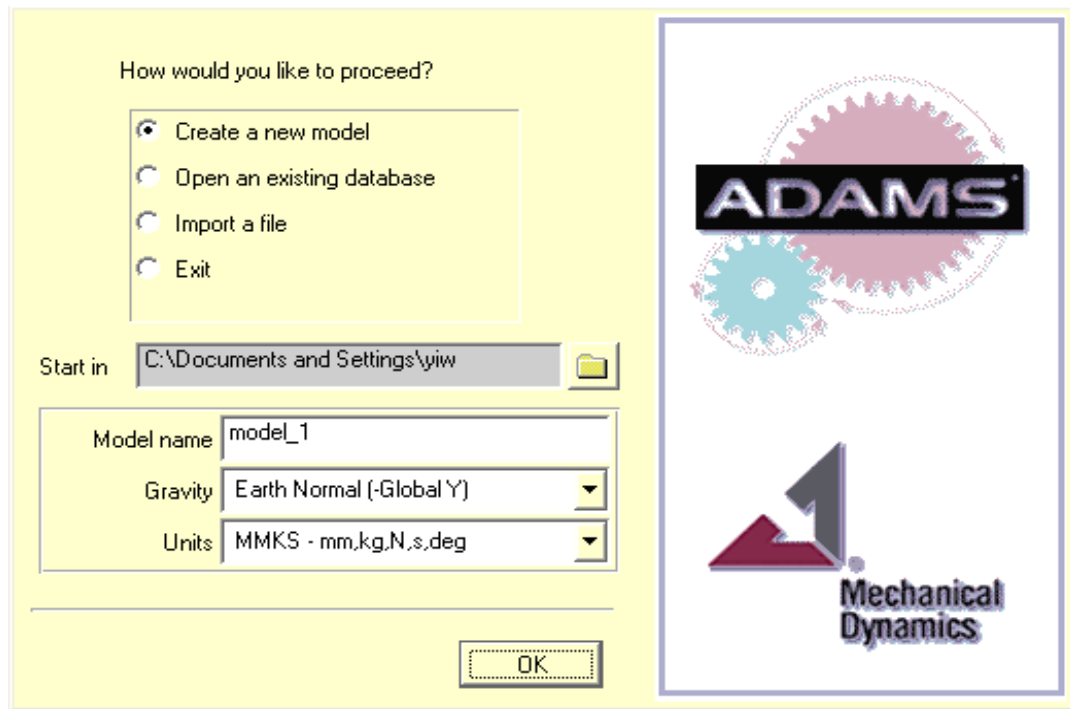 How would you like to proceed?
Create a new model
Open an existing database
Import a file
Exit
Start in C:\Documents and Settings\yiw
Model name model_1
Gravity Earth Normal (-Global Y)
Units MMKS - mm,kg,N,s,deg
OK
ADAMS
Mechanical
Dynamics